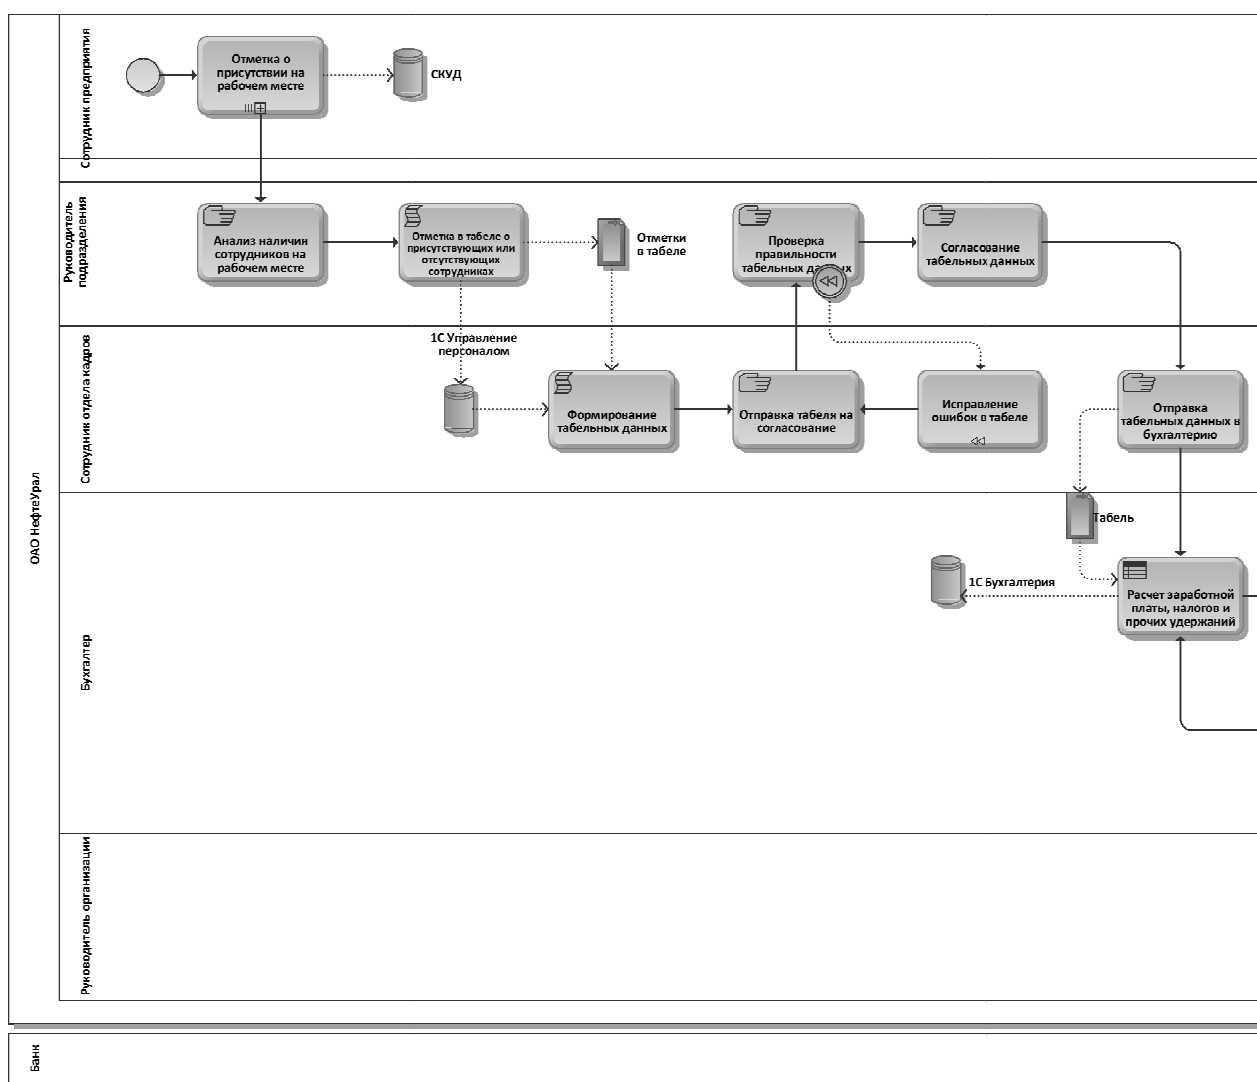 ОАО НефтеУрал
Сотрудник предприятия
Отметка о
присутствии на
рабочем месте
СКУД
Руководитель
подразделения
Анализ наличия
сотрудников на
рабочем месте
Отметка в табеле о
присутствующих или
отсутствующих
сотрудниках
Отметки
в табеле
Проверка
правильности
табельных данных
Согласование
табельных данных
Сотрудник отдела кадров
1С Управление
персоналом
Формирование
табельных данных
Отправка табеля на
согласование
Исправление
ошибок в табеле
Отправка
табельных данных в
бухгалтерию
Бухгалтер
Табель
1С Бухгалтерия
Расчет заработной
платы, налогов и
прочих удержаний
Руководитель организации
Банк